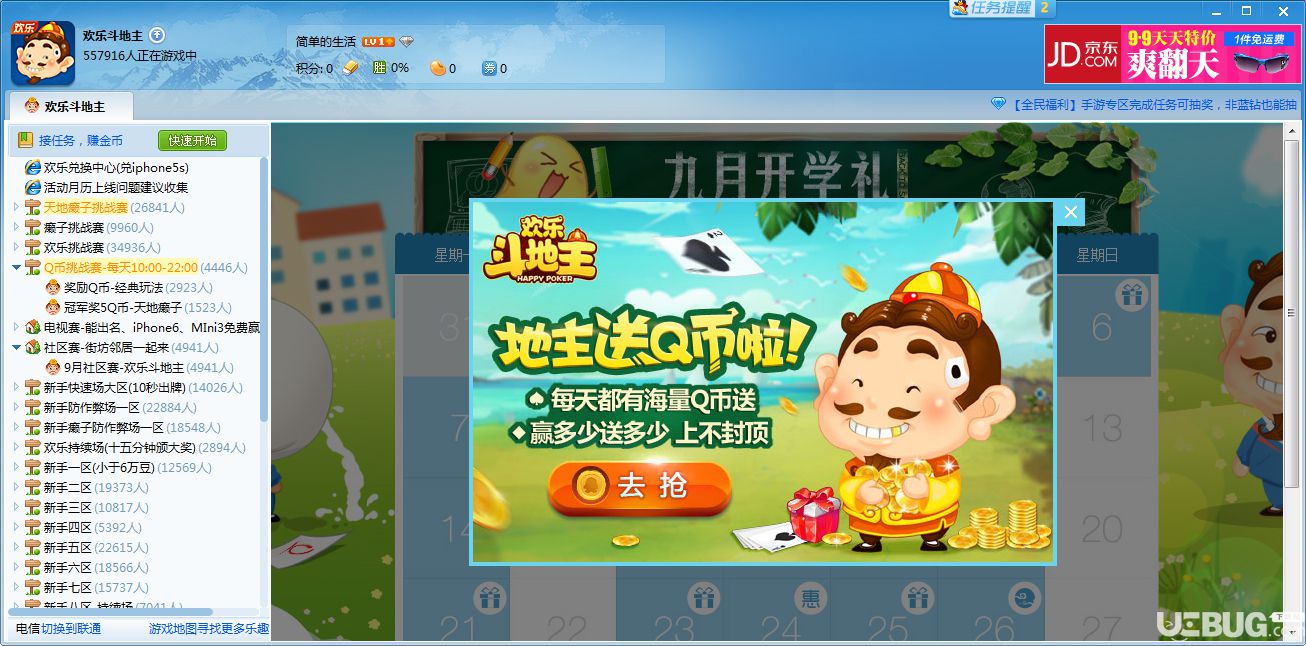 任务提醒 2
欢乐
欢乐斗地主
557916人正在游戏中
简单的生活 LV1
积分: 0 胜 0% 0 券 0
JD京东.COM
9·9天天特价
爽翻天
1件免运费
欢乐斗地主
【全民福利】手游专区完成任务可抽奖，非蓝钻也能抽
接任务，赚金币
快速开始
欢乐兑换中心(兑iphone5s)
活动月历上线问题建议收集
天地癞子挑战赛(26841人)
癞子挑战赛(9960人)
欢乐挑战赛(34936人)
Q币挑战赛-每天10:00-22:00(4446人)
奖励Q币-经典玩法(2923人)
冠军奖5Q币-天地癞子(1523人)
电视赛-能出名、iPhone6、MIni3免费赢
社区赛-街坊邻居一起来(4941人)
9月社区赛-欢乐斗地主(4941人)
新手快速场大区(10秒出牌)(14026人)
新手防作弊场一区(22884人)
新手癞子防作弊场一区(18548人)
欢乐持续场(十五分钟颁大奖)(2894人)
新手一区(小于6万豆)(12569人)
新手二区(19373人)
新手三区(10817人)
新手四区(5392人)
新手五区(22615人)
新手六区(18566人)
新手七区(15737人)
新手八区-持续场(7041人)
电信切换到联通
游戏地图寻找更多乐趣
九月开学礼
星期一
星期日
31
6
7
13
14
20
21
22
23
惠
24
25
26
27
欢乐
斗地主
HAPPY POKER
地主送Q币啦!
每天都有海量Q币送
赢多少送多少 上不封顶
去 抢
UEBUG
下载站
.com